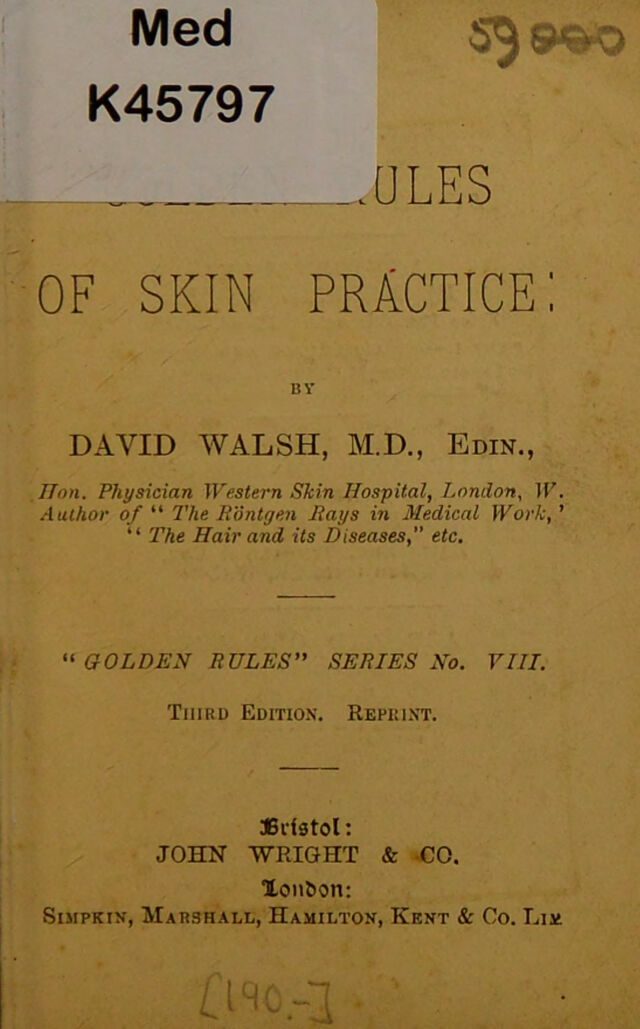 Med
K45797
59
RULES
OF SKIN PRACTICE:
BY
DAVID WALSH, M.D., EDIN.,
Hon. Physician Western Skin Hospital, London, W.
Author of “ The Röntgen Rays in Medical Work, ’
“ The Hair and its Diseases,” etc.
“ GOLDEN RULES” SERIES No. VIII.
THIRD EDITION. REPRINT.
Bristol:
JOHN WRIGHT & CO.
London:
SIMPKIN, MARSHALL, HAMILTON, KENT & CO. LIM
[190.-]